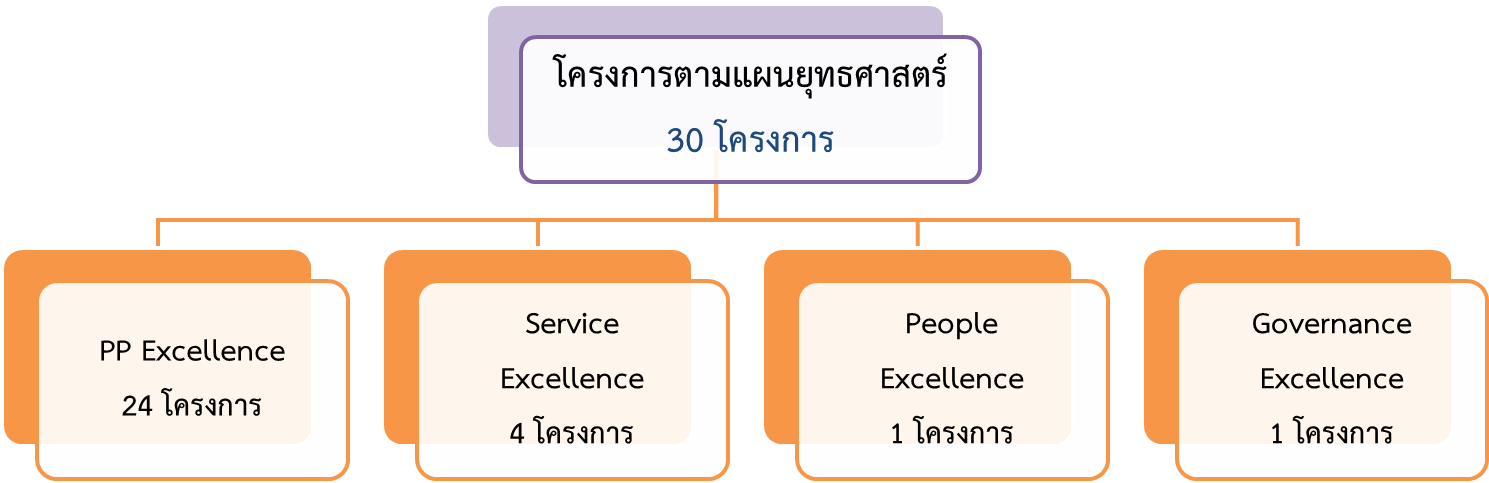 โครงการตามแผนยุทธศาสตร์
30 โครงการ
PP Excellence
24 โครงการ
Service
Excellence
4 โครงการ
People
Excellence
1 โครงการ
Governance
Excellence
1 โครงการ